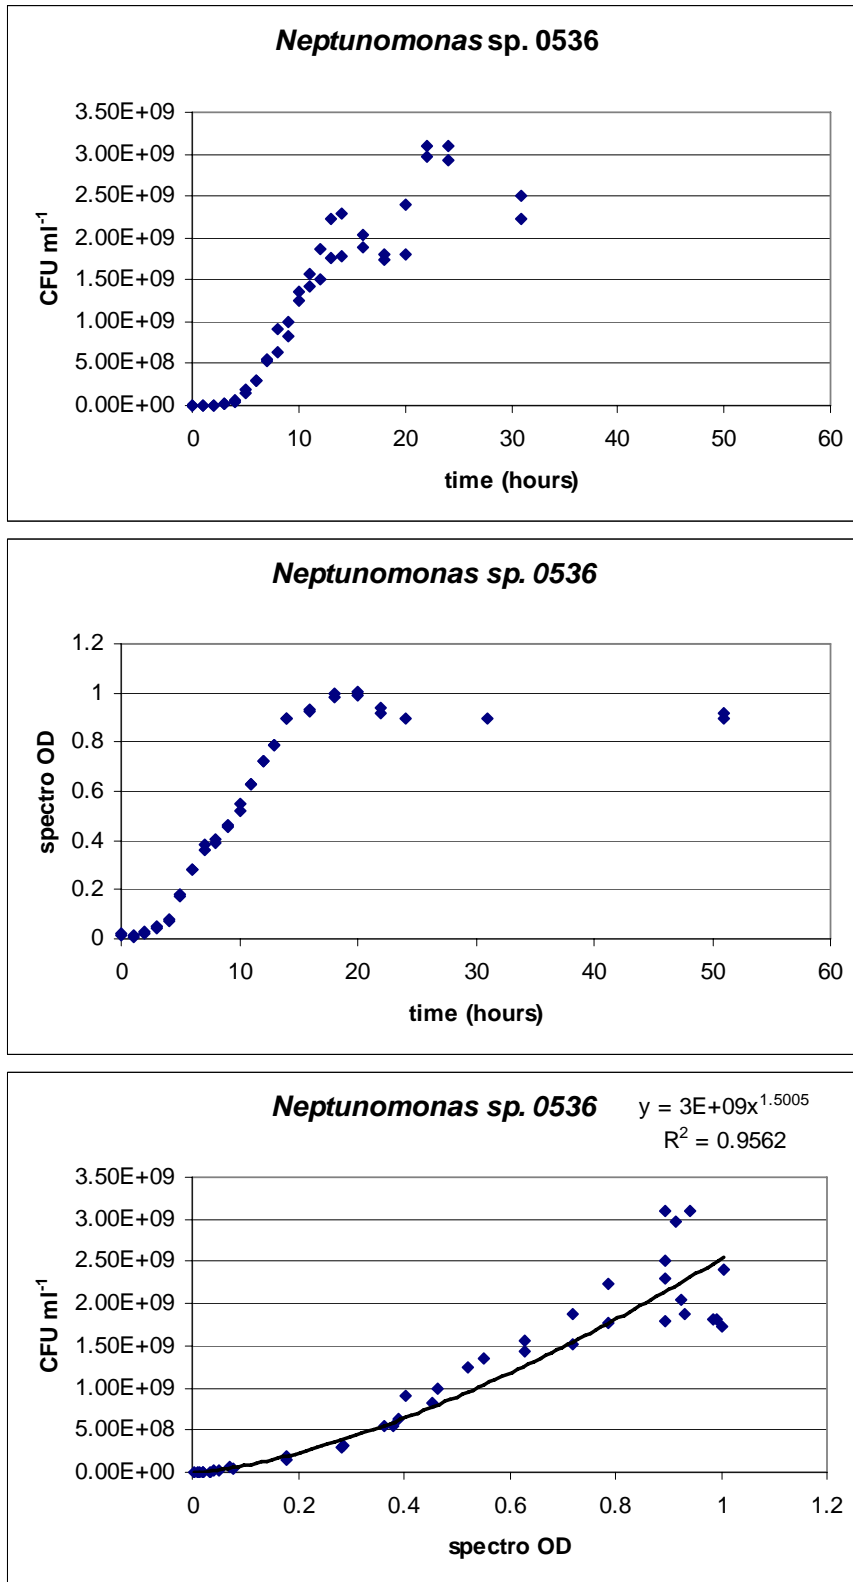 Neptunomonas sp. 0536
3.50E+09
3.00E+09
2.50E+09
2.00E+09
1.50E+09
1.00E+09
5.00E+08
0.00E+00
CFU ml⁻¹
0 10 20 30 40 50 60
time (hours)
Neptunomonas sp. 0536
1.2
1
0.8
0.6
0.4
0.2
0
spectro OD
0 10 20 30 40 50 60
time (hours)
Neptunomonas sp. 0536
y = 3E+09x¹·⁵⁰⁰⁵
R² = 0.9562
3.50E+09
3.00E+09
2.50E+09
2.00E+09
1.50E+09
1.00E+09
5.00E+08
0.00E+00
CFU ml⁻¹
0 0.2 0.4 0.6 0.8 1 1.2
spectro OD